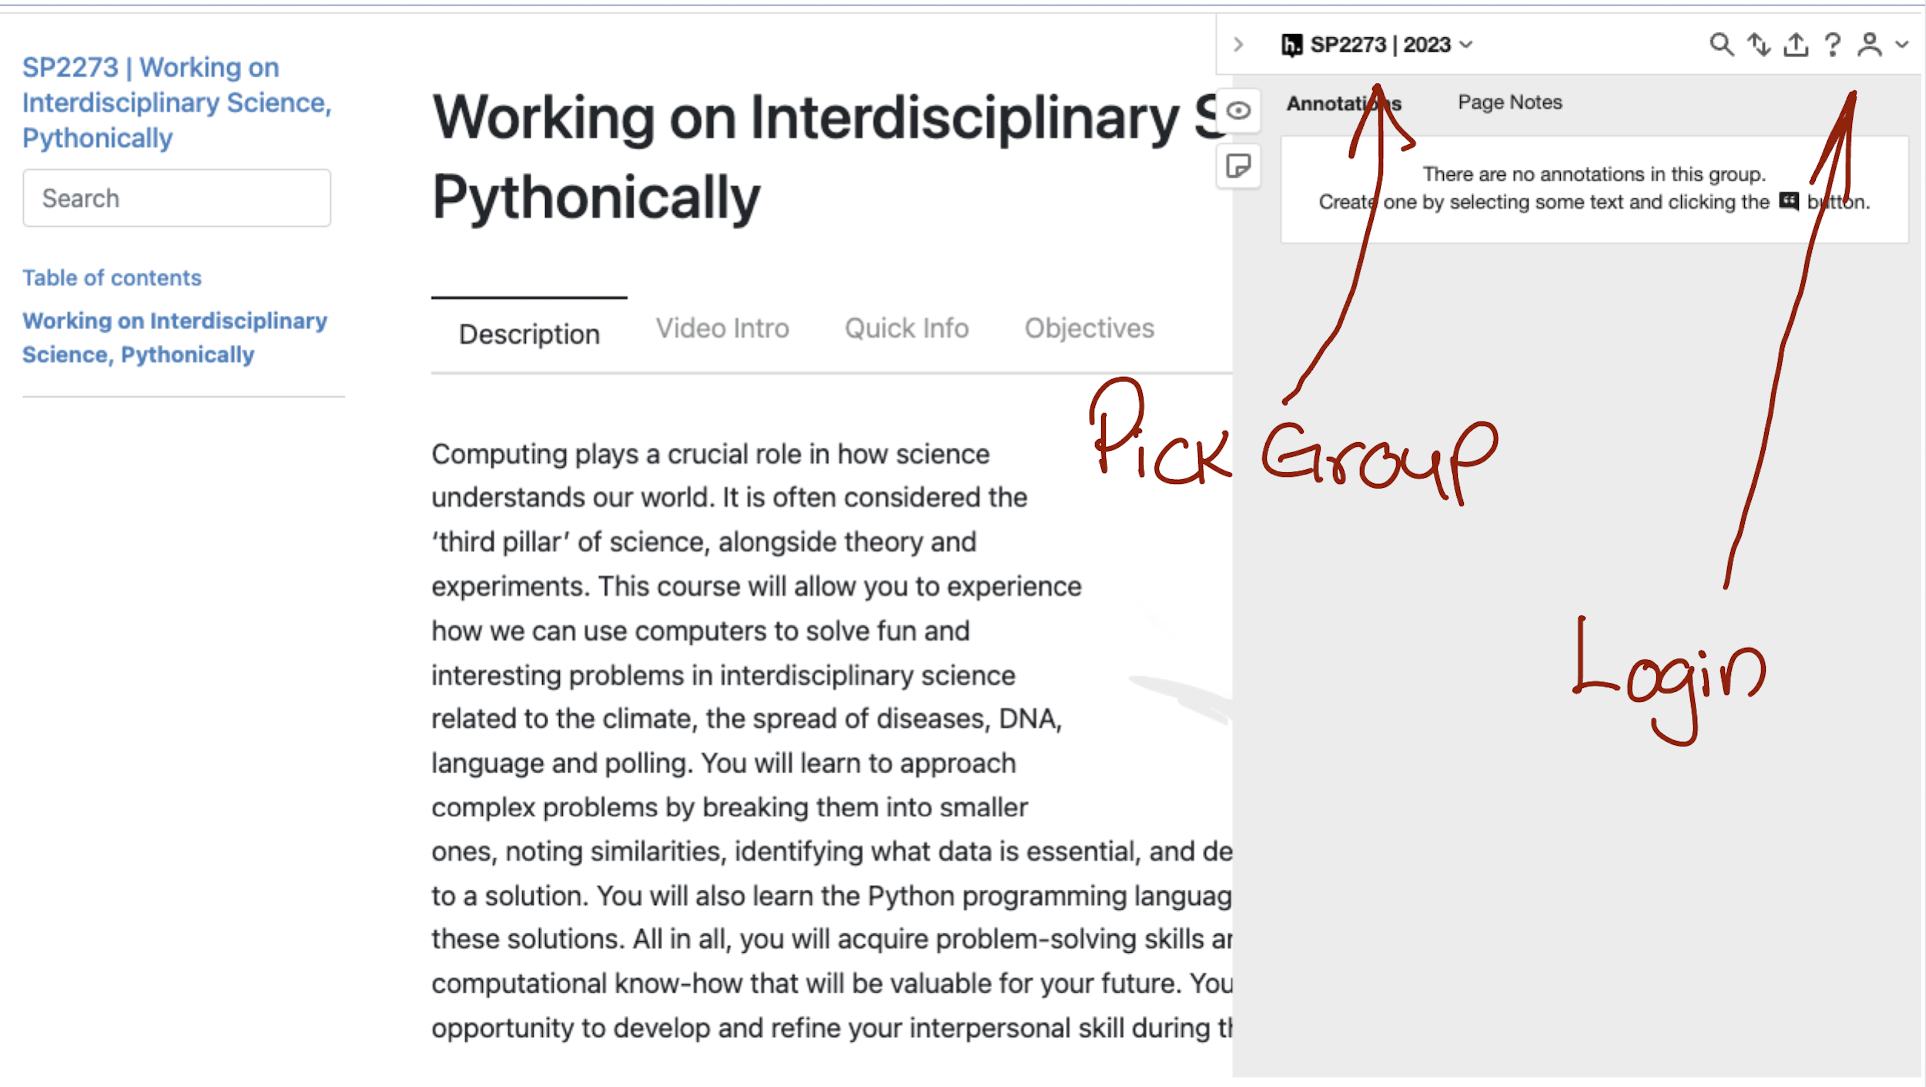 SP2273 | Working on
Interdisciplinary Science,
Pythonically
Search
Table of contents
Working on Interdisciplinary
Science, Pythonically
Working on Interdisciplinary S
Pythonically
Description
Video Intro
Quick Info
Objectives
Computing plays a crucial role in how science
understands our world. It is often considered the
‘third pillar’ of science, alongside theory and
experiments. This course will allow you to experience
how we can use computers to solve fun and
interesting problems in interdisciplinary science
related to the climate, the spread of diseases, DNA,
language and polling. You will learn to approach
complex problems by breaking them into smaller
ones, noting similarities, identifying what data is essential, and de
to a solution. You will also learn the Python programming languag
these solutions. All in all, you will acquire problem-solving skills ar
computational know-how that will be valuable for your future. You
opportunity to develop and refine your interpersonal skill during th
h. SP2273 | 2023
?
Annotations
Page Notes
There are no annotations in this group.
Create one by selecting some text and clicking the button.
Pick Group
Login